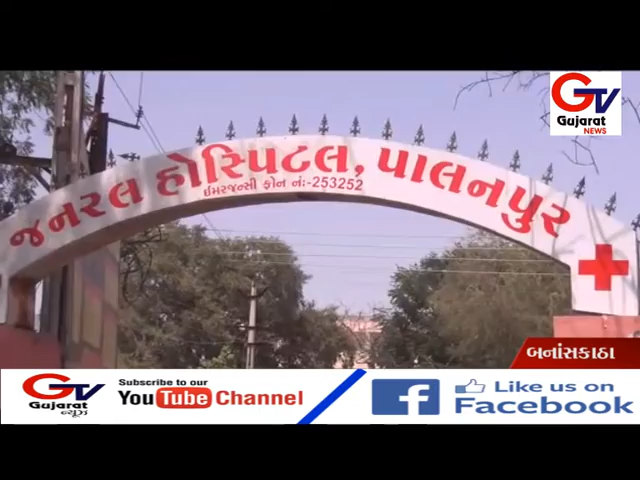 GTV
Gujarat
NEWS
જનરલ હોસ્પિટલ, પાલનપુર
ઈમરજન્સી ફોન નં:-253252
બનાંસકાઠા
GTV
Gujarat
ન્યૂઝ
Subscribe to our
YouTube Channel
f
Like us on
Facebook